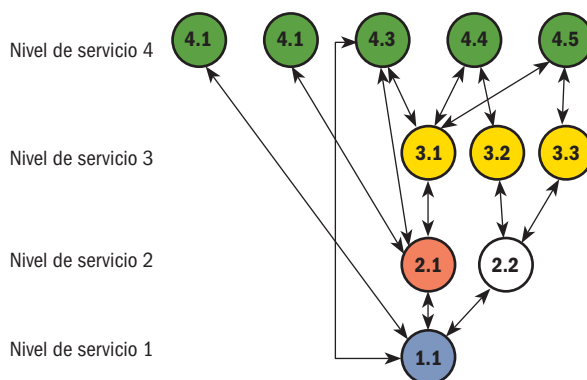 Nivel de servicio 4 4.1 4.1 4.3 4.4 4.5
Nivel de servicio 3 3.1 3.2 3.3
Nivel de servicio 2 2.1 2.2
Nivel de servicio 1 1.1